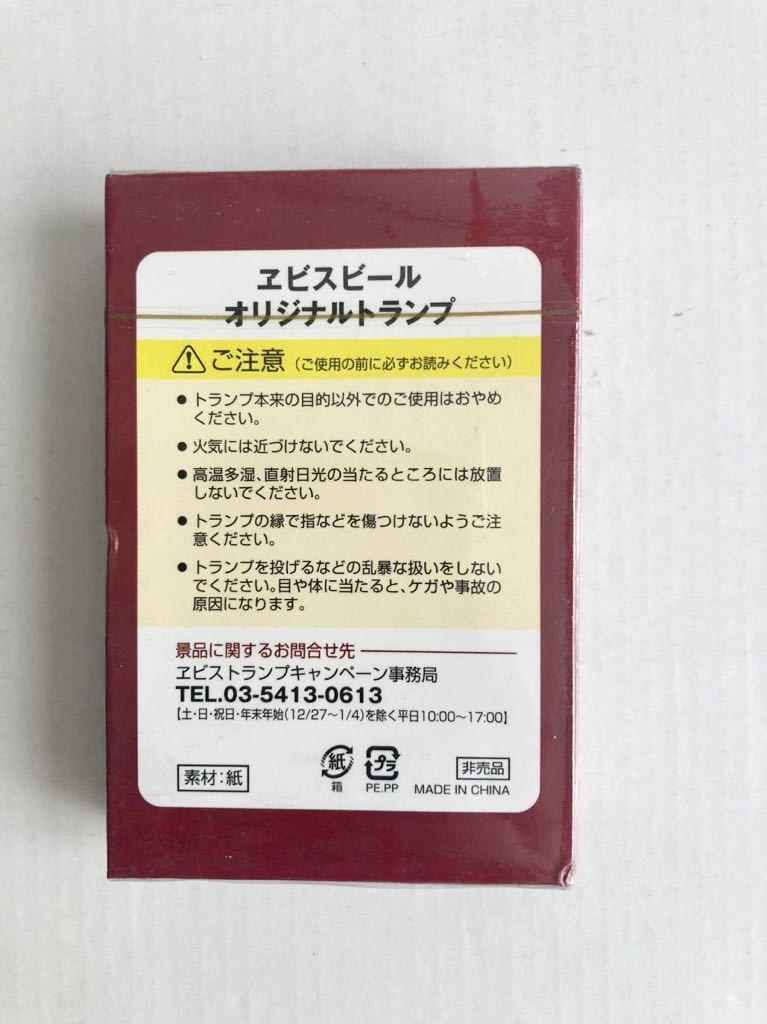 ヱビスビール
オリジナルトランプ
ご注意（ご使用の前に必ずお読みください）
● トランプ本来の目的以外でのご使用はおやめ
ください。
● 火気には近づけないでください。
● 高温多湿、直射日光の当たるところには放置
しないでください。
● トランプの縁で指などを傷つけないようご注
意ください。
● トランプを投げるなどの乱暴な扱いをしない
でください。目や体に当たると、ケガや事故の
原因になります。
景品に関するお問合せ先
ヱビストランプキャンペーン事務局
TEL.03-5413-0613
【土・日・祝日・年末年始（12/27〜1/4）を除く平日10:00〜17:00】
素材：紙
紙
箱
プラ
PE.PP
非売品
MADE IN CHINA